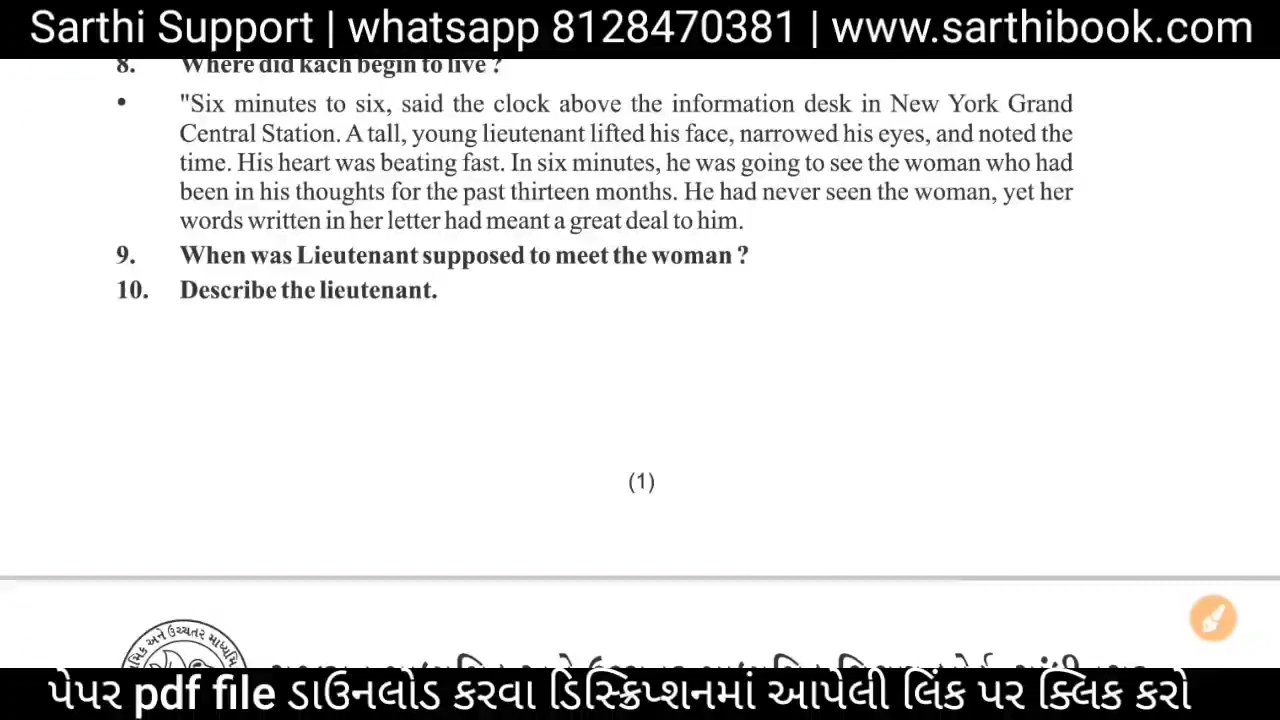 Sarthi Support | whatsapp 8128470381 | www.sarthibook.com
8. Where did kach begin to live ?
• "Six minutes to six, said the clock above the information desk in New York Grand
Central Station. A tall, young lieutenant lifted his face, narrowed his eyes, and noted the
time. His heart was beating fast. In six minutes, he was going to see the woman who had
been in his thoughts for the past thirteen months. He had never seen the woman, yet her
words written in her letter had meant a great deal to him.
9. When was Lieutenant supposed to meet the woman ?
10. Describe the lieutenant.
(1)
અને ઉચ્ચતર
પેપર pdf file ડાઉનલોડ કરવા ડિસ્ક્રિપ્શનમાં આપેલી લિંક પર ક્લિક કરો